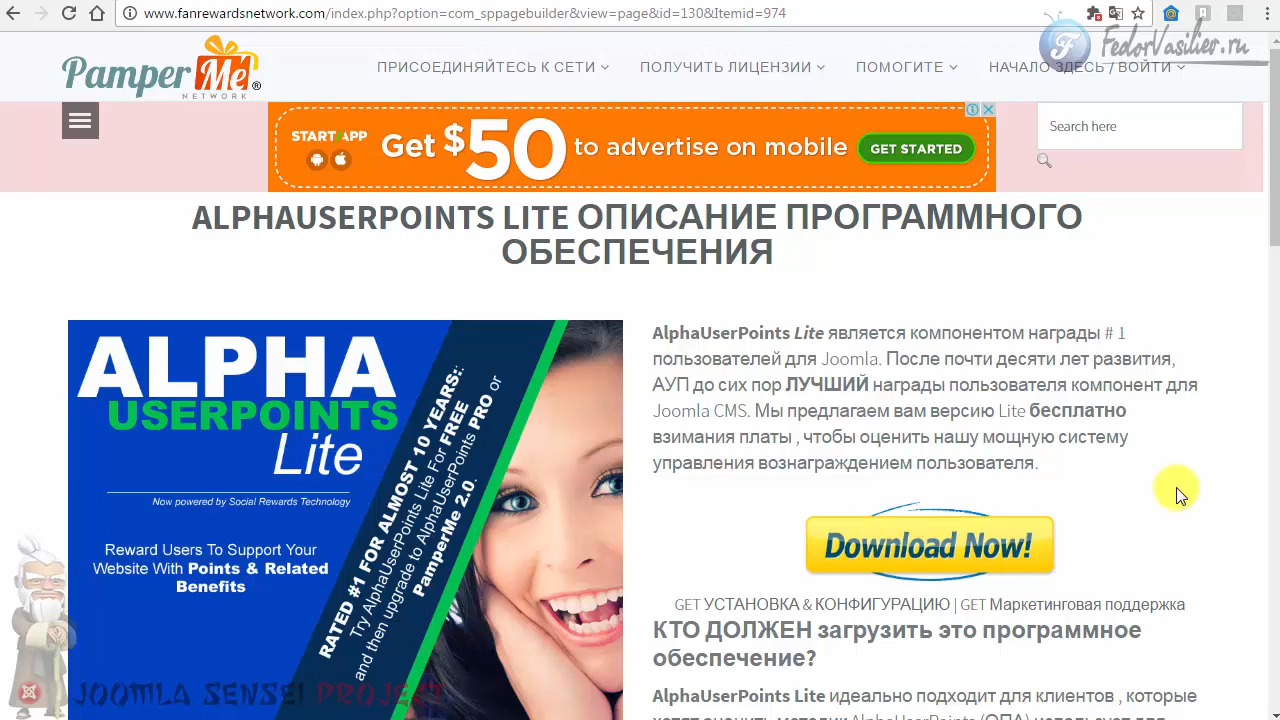 www.fanrewardsnetwork.com/index.php?option=com_sppagebuilder&view=page&id=130&Itemid=974
FedorVasilier.ru
PamperMe®
NETWORK
ПРИСОЕДИНЯЙТЕСЬ К СЕТИ
ПОЛУЧИТЬ ЛИЦЕНЗИИ
ПОМОГИТЕ
НАЧАЛО ЗДЕСЬ / ВОЙТИ
STARTAPP
Get $50 to advertise on mobile
GET STARTED
Search here
ALPHAUSERPOINTS LITE ОПИСАНИЕ ПРОГРАММНОГО
ОБЕСПЕЧЕНИЯ
ALPHA
USERPOINTS
Lite
Now powered by Social Rewards Technology
Reward Users To Support Your
Website With Points & Related
Benefits
RATED #1 FOR ALMOST 10 YEARS:
Try AlphaUserPoints Lite For FREE
and then upgrade to AlphaUserPoints PRO or
PamperMe 2.0.
AlphaUserPoints Lite является компонентом награды # 1
пользователей для Joomla. После почти десяти лет развития,
АУП до сих пор ЛУЧШИЙ награды пользователя компонент для
Joomla CMS. Мы предлагаем вам версию Lite бесплатно
взимания платы , чтобы оценить нашу мощную систему
управления вознаграждением пользователя.
Download Now!
GET УСТАНОВКА & КОНФИГУРАЦИЮ | GET Маркетинговая поддержка
КТО ДОЛЖЕН загрузить это программное
обеспечение?
AlphaUserPoints Lite идеально подходит для клиентов , которые
JOOMLA SENSEI PROJECT